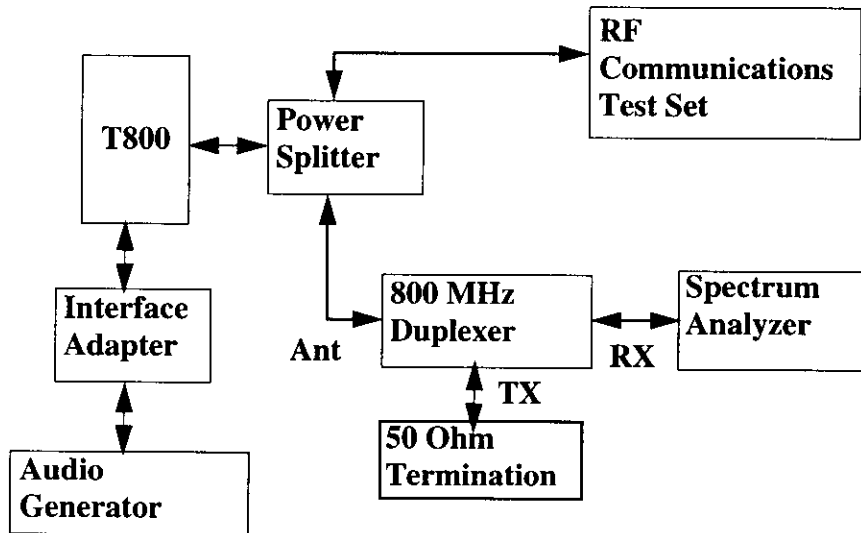 RF
Communications
Test Set
T800
Power
Splitter
Interface
Adapter
800 MHz
Duplexer
Spectrum
Analyzer
Ant
RX
TX
50 Ohm
Termination
Audio
Generator